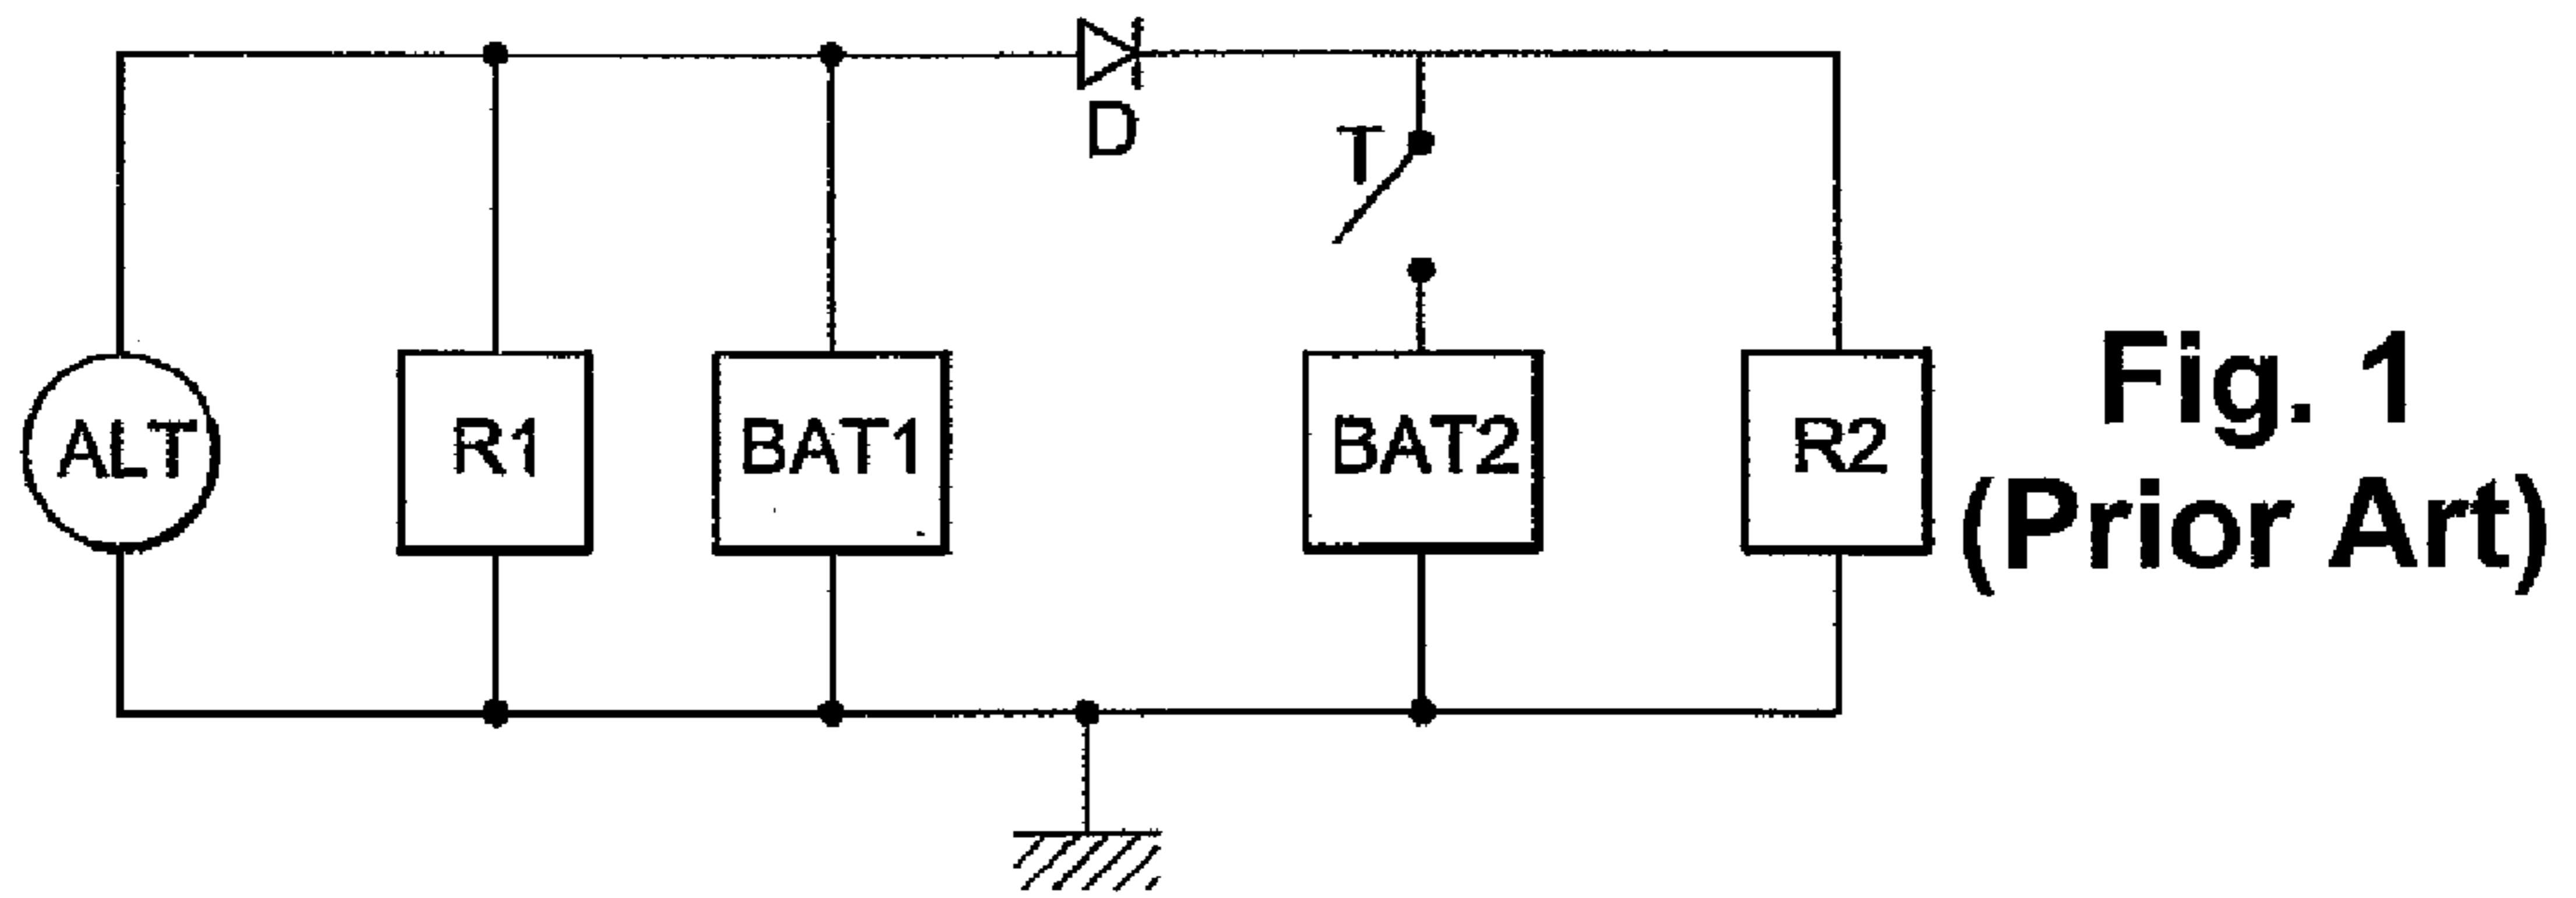 D
T
ALT
R1
BAT1
BAT2
R2
Fig. 1
(Prior Art)